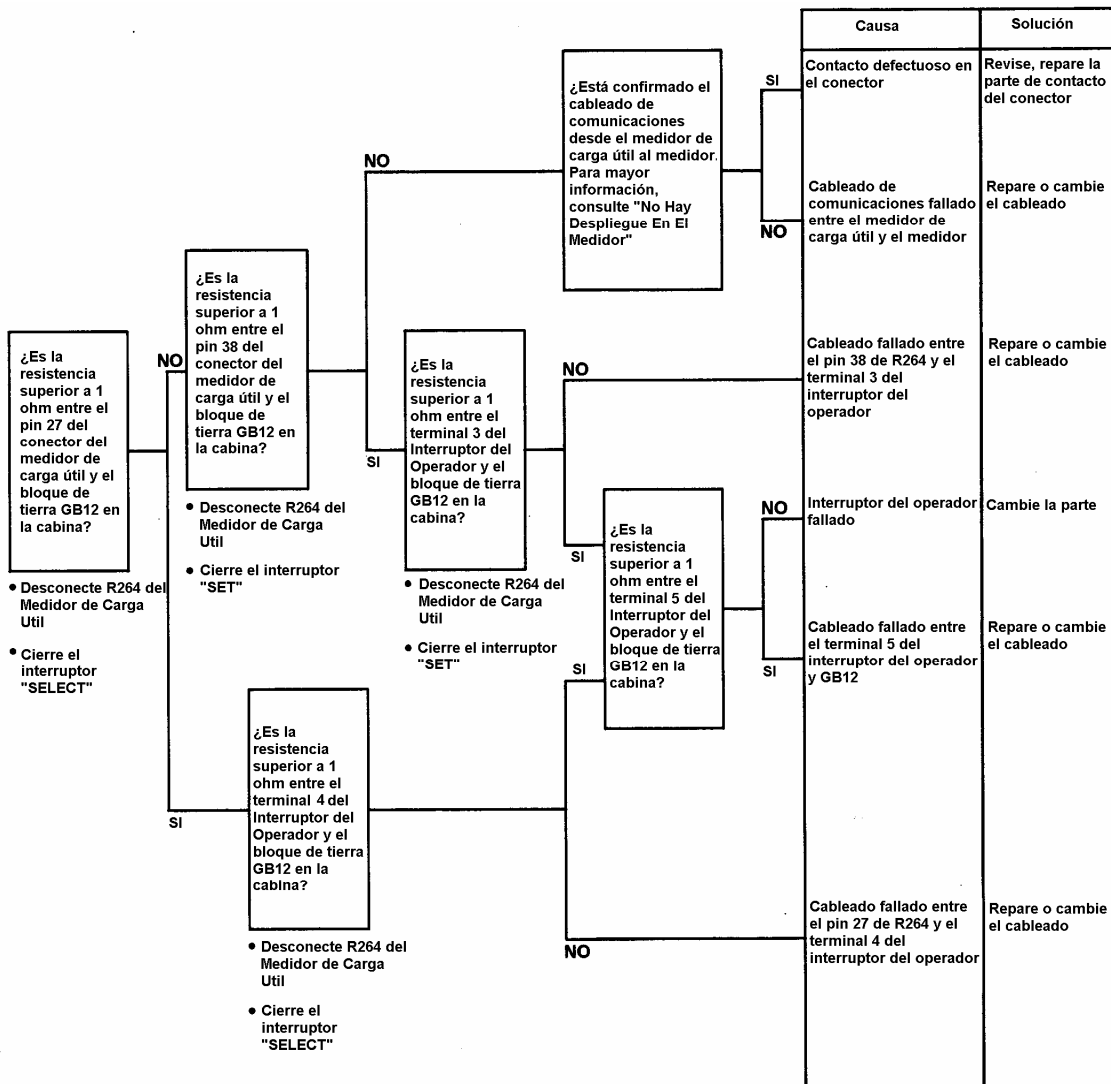 Causa
Solución
¿Está confirmado el
cableado de
comunicaciones
desde el medidor de
carga útil al medidor.
Para mayor
información,
consulte "No Hay
Despliegue En El
Medidor"
SI
Contacto defectuoso en
el conector
Revise, repare la
parte de contacto
del conector
NO
NO
Cableado de
comunicaciones fallado
entre el medidor de
carga útil y el medidor
Repare o cambie
el cableado
¿Es la
resistencia
superior a 1
ohm entre el
pin 38 del
conector del
medidor de
carga útil y el
bloque de
tierra GB12 en
la cabina?
• Desconecte R264 del
Medidor de Carga
Util
• Cierre el interruptor
"SET"
¿Es la
resistencia
superior a 1
ohm entre el
pin 27 del
conector del
medidor de
carga útil y el
bloque de
tierra GB12 en
la cabina?
• Desconecte R264 del
Medidor de Carga
Util
• Cierre el
interruptor
"SELECT"
NO
SI
SI
¿Es la
resistencia
superior a 1
ohm entre el
terminal 3 del
Interruptor del
Operador y el
bloque de tierra
GB12 en la
cabina?
• Desconecte R264 del
Medidor de Carga
Util
• Cierre el interruptor
"SET"
NO
Cableado fallado entre
el pin 38 de R264 y el
terminal 3 del
interruptor del
operador
Repare o cambie
el cableado
SI
SI
¿Es la
resistencia
superior a 1
ohm entre el
terminal 5 del
Interruptor del
Operador y el
bloque de tierra
GB12 en la
cabina?
NO
Interruptor del operador
fallado
Cambie la parte
SI
Cableado fallado entre
el terminal 5 del
interruptor del operador
y GB12
Repare o cambie
el cableado
¿Es la
resistencia
superior a 1
ohm entre el
terminal 4 del
Interruptor del
Operador y el
bloque de tierra
GB12 en la
cabina?
• Desconecte R264 del
Medidor de Carga
Util
• Cierre el
interruptor
"SELECT"
NO
Cableado fallado entre
el pin 27 de R264 y el
terminal 4 del
interruptor del operador
Repare o cambie
el cableado